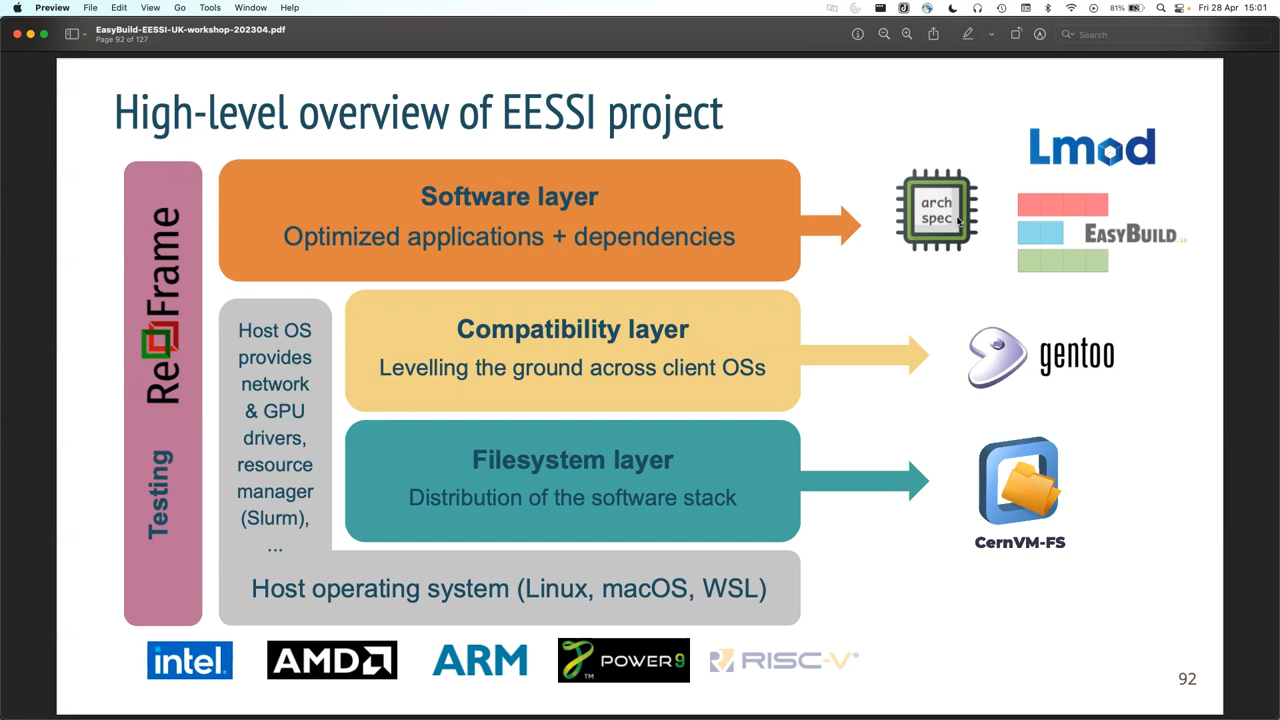 Preview File Edit View Go Tools Window Help
81% Fri 28 Apr 15:01
EasyBuild-EESSI-UK-workshop-202304.pdf
Page 92 of 127
Search
High-level overview of EESSI project
Lmod
Software layer
Optimized applications + dependencies
arch
spec
EASYBUILD
ReFrame
Testing
Host OS
provides
network
& GPU
drivers,
resource
manager
(Slurm),
...
Compatibility layer
Levelling the ground across client OSs
gentoo
Filesystem layer
Distribution of the software stack
CernVM-FS
Host operating system (Linux, macOS, WSL)
intel.
AMD
ARM
POWER9
TM
RISC-V
92